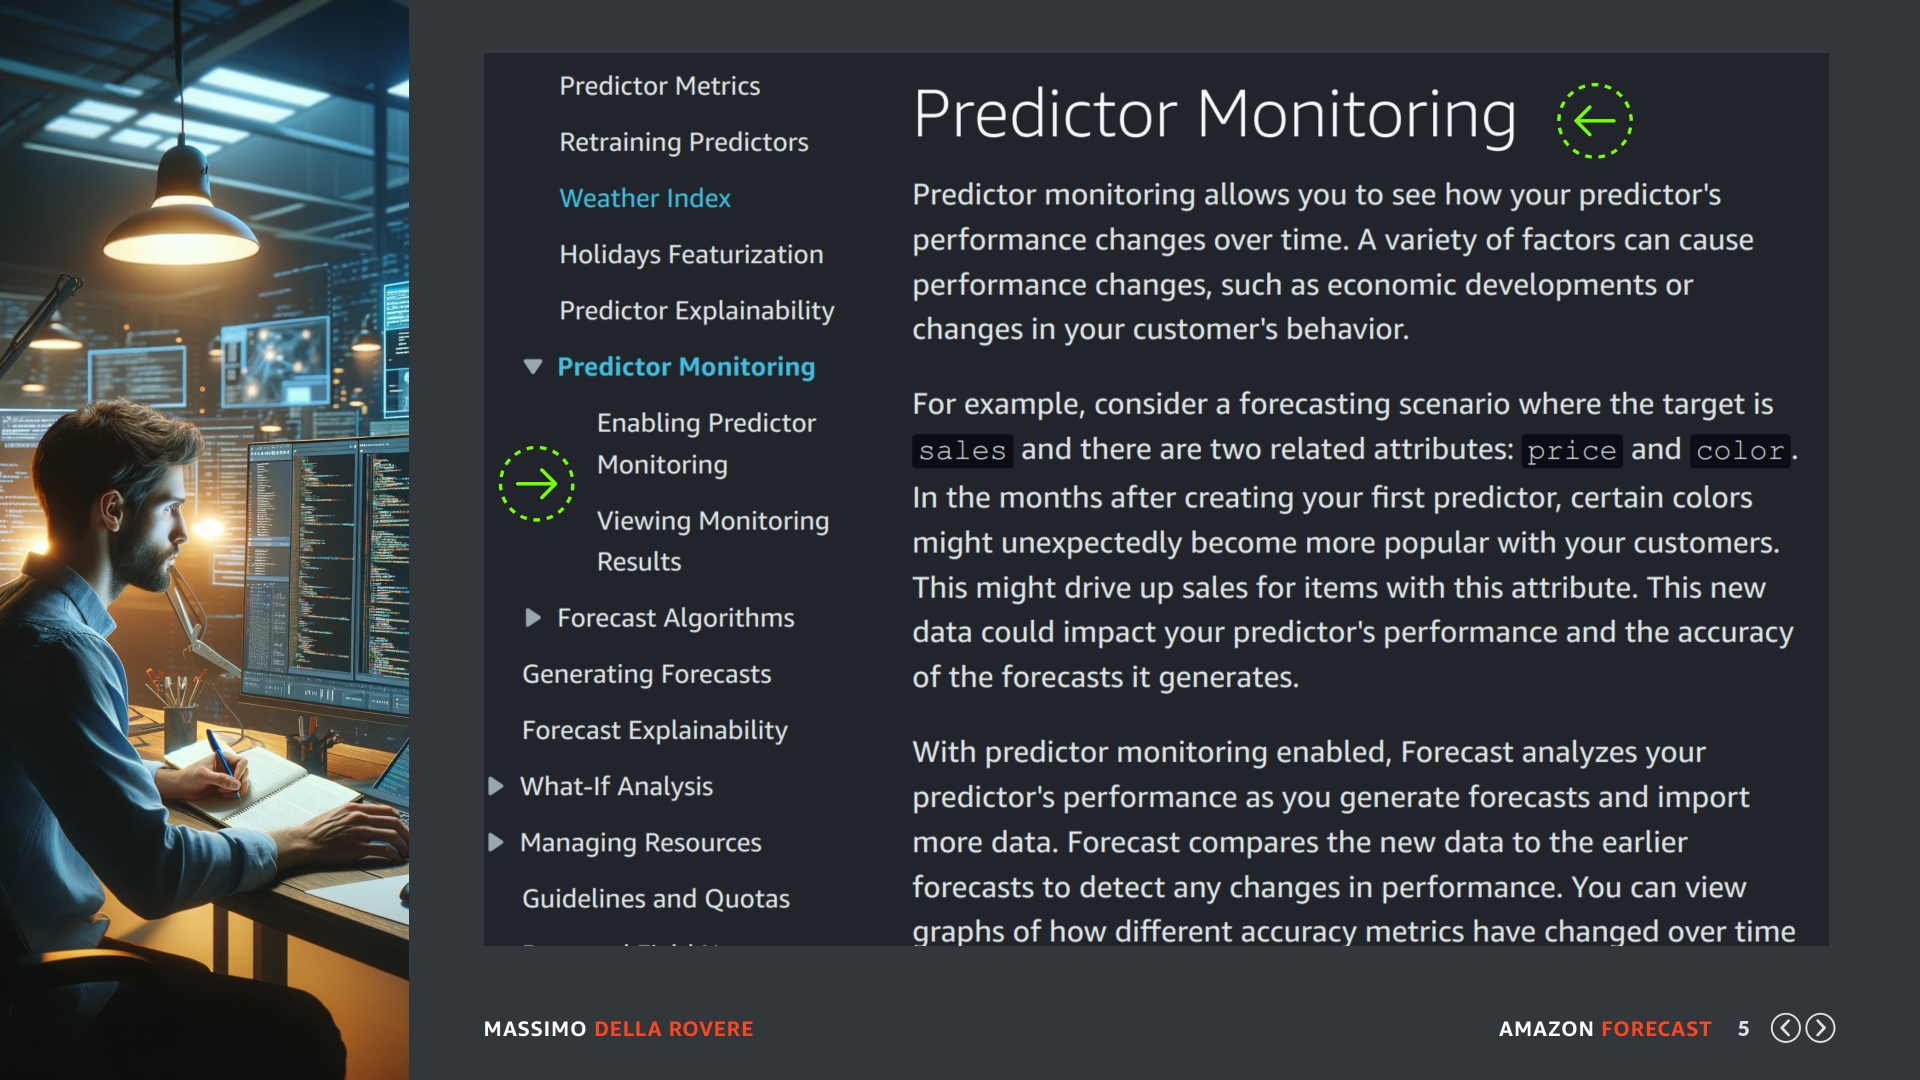 Predictor Metrics
Retraining Predictors
Weather Index
Holidays Featurization
Predictor Explainability
Predictor Monitoring
Enabling Predictor
Monitoring
Viewing Monitoring
Results
Forecast Algorithms
Generating Forecasts
Forecast Explainability
What-If Analysis
Managing Resources
Guidelines and Quotas
Predictor Monitoring
Predictor monitoring allows you to see how your predictor's
performance changes over time. A variety of factors can cause
performance changes, such as economic developments or
changes in your customer's behavior.
For example, consider a forecasting scenario where the target is
sales and there are two related attributes: price and color.
In the months after creating your first predictor, certain colors
might unexpectedly become more popular with your customers.
This might drive up sales for items with this attribute. This new
data could impact your predictor's performance and the accuracy
of the forecasts it generates.
With predictor monitoring enabled, Forecast analyzes your
predictor's performance as you generate forecasts and import
more data. Forecast compares the new data to the earlier
forecasts to detect any changes in performance. You can view
graphs of how different accuracy metrics have changed over time
MASSIMO DELLA ROVERE
AMAZON FORECAST 5